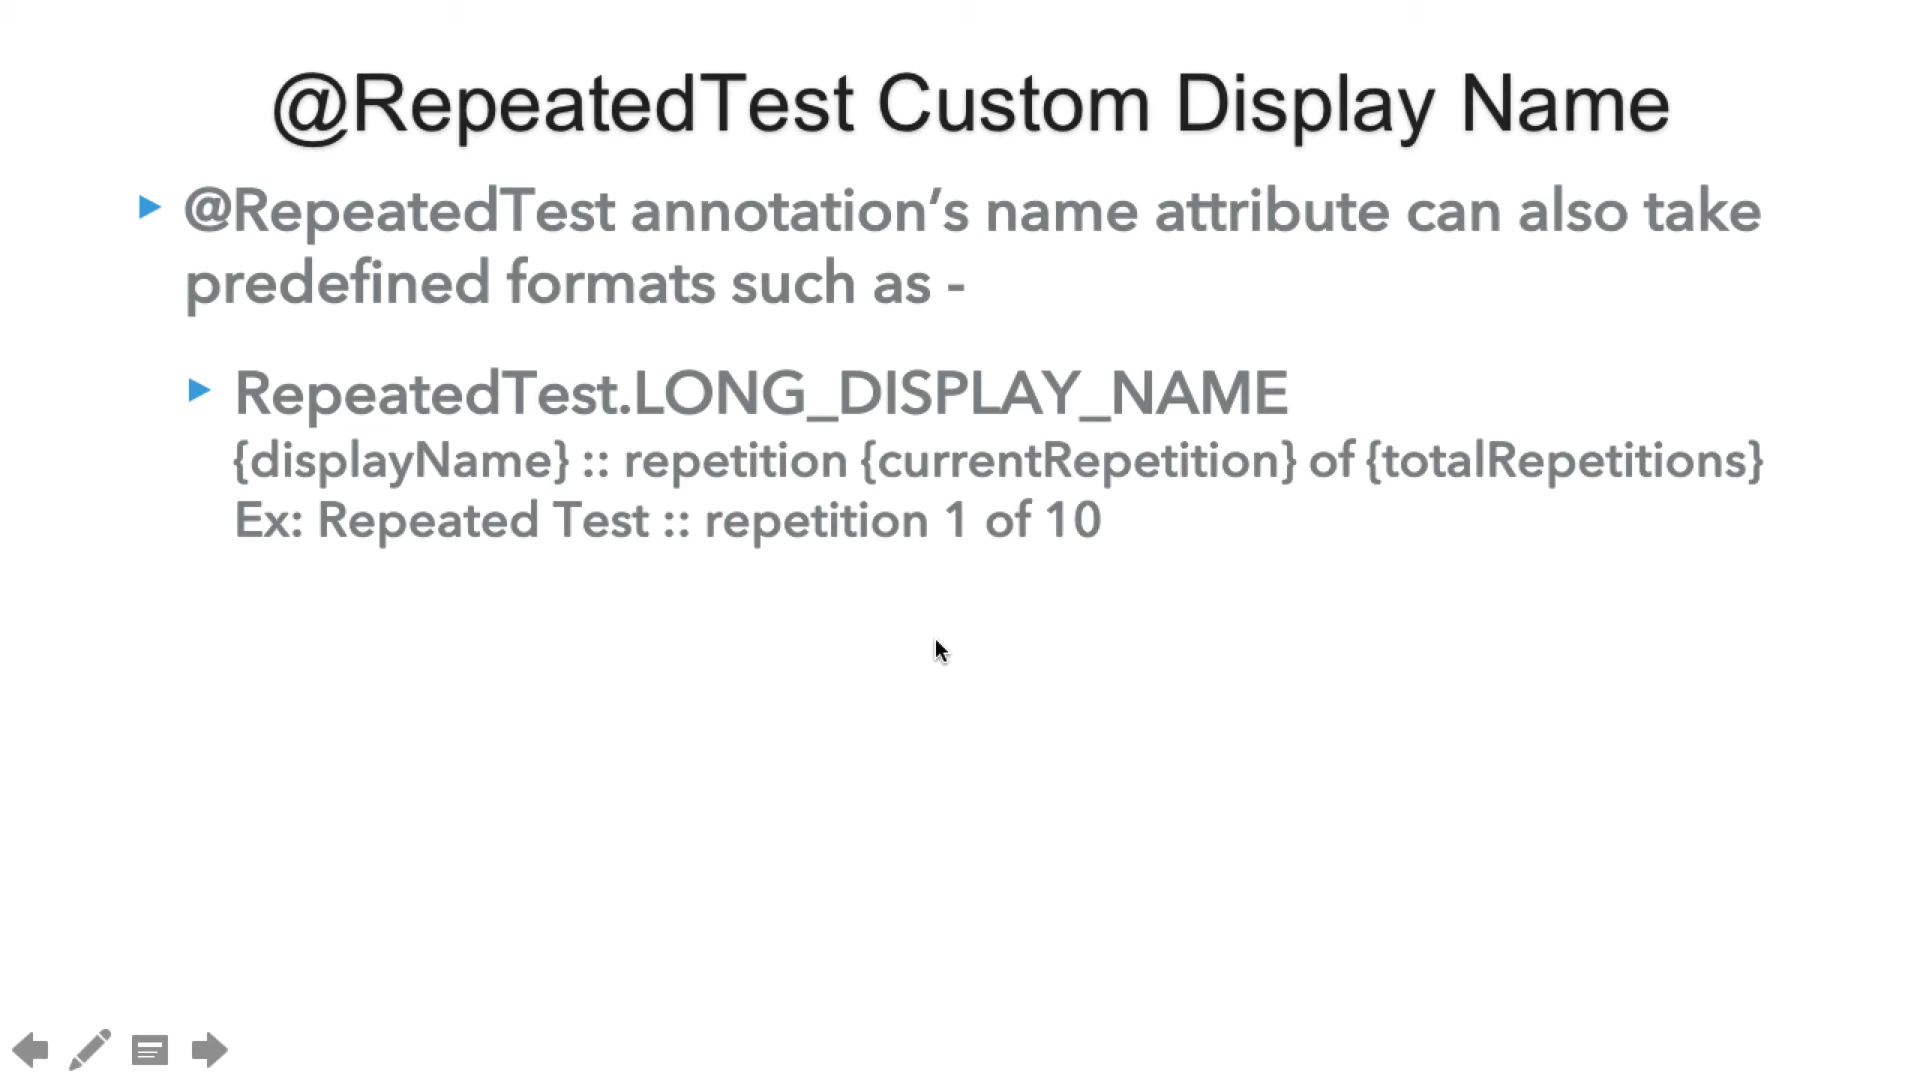 @RepeatedTest Custom Display Name
@RepeatedTest annotation’s name attribute can also take
predefined formats such as -
RepeatedTest.LONG_DISPLAY_NAME
{displayName} :: repetition {currentRepetition} of {totalRepetitions}
Ex: Repeated Test :: repetition 1 of 10